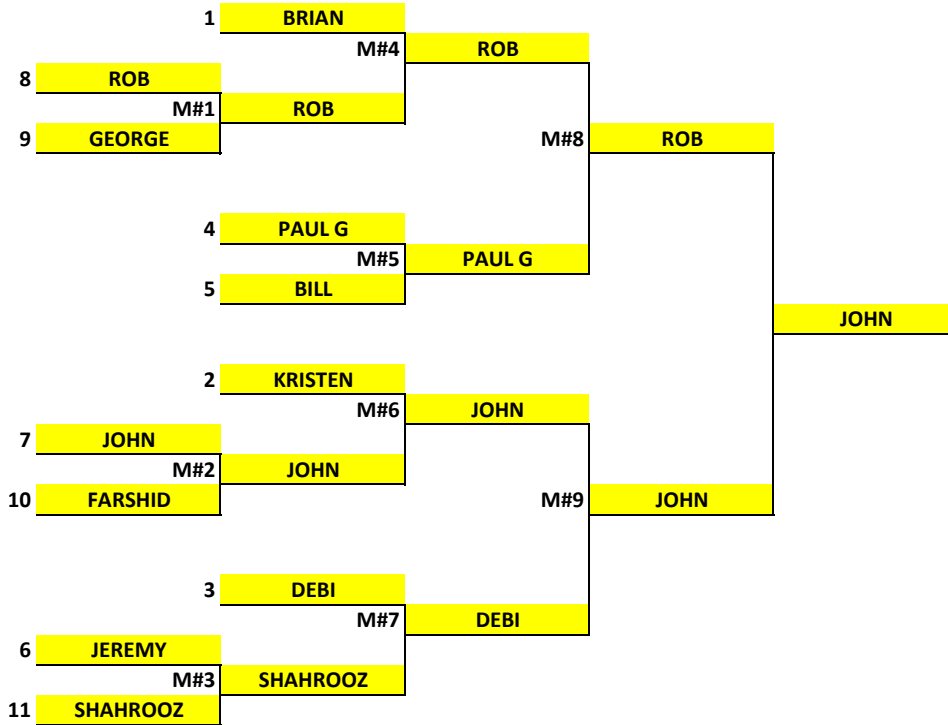 1 BRIAN
M#4 ROB
8 ROB
M#1 ROB
9 GEORGE M#8 ROB
4 PAUL G
M#5 PAUL G
5 BILL
JOHN
2 KRISTEN
M#6 JOHN
7 JOHN
M#2 JOHN
10 FARSHID M#9 JOHN
3 DEBI
M#7 DEBI
6 JEREMY
M#3 SHAHROOZ
11 SHAHROOZ